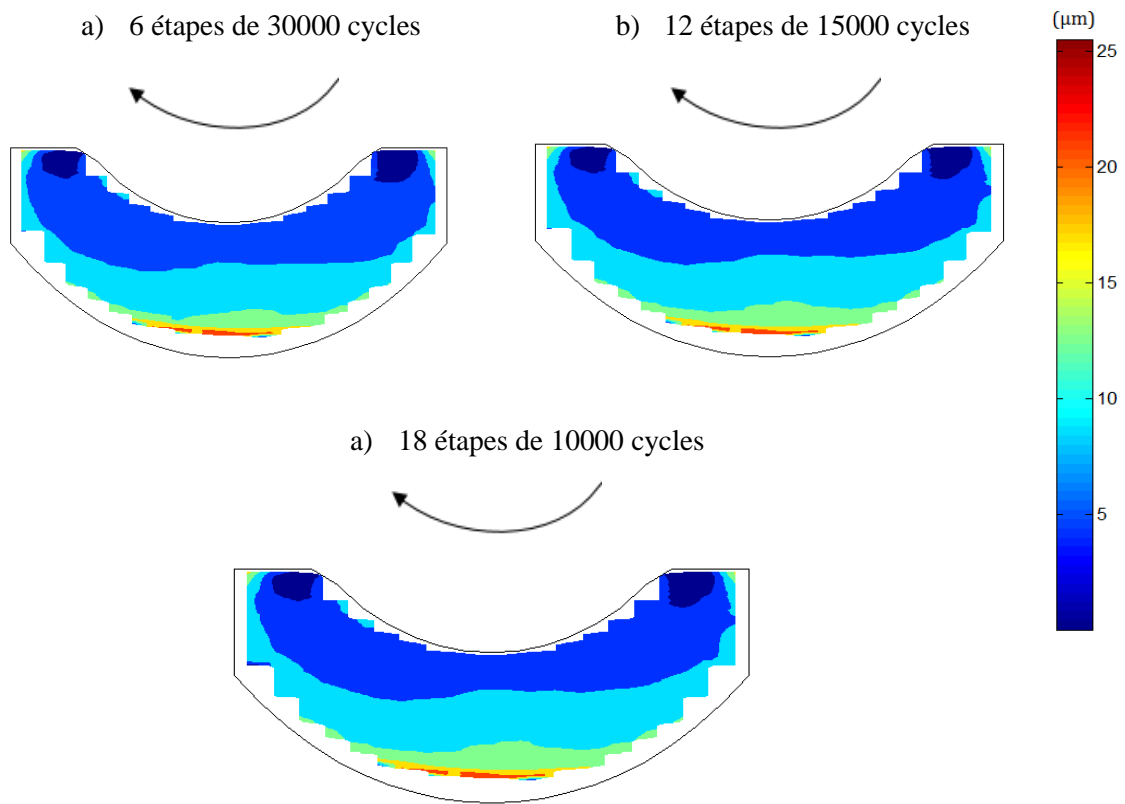 a) 6 étapes de 30000 cycles
b) 12 étapes de 15000 cycles
(µm)
25
20
15
10
5
a) 18 étapes de 10000 cycles